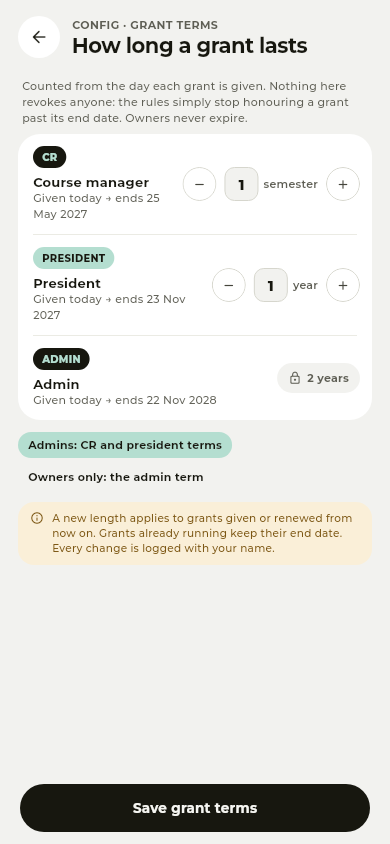 CONFIG · GRANT TERMS
How long a grant lasts
Counted from the day each grant is given. Nothing here
revokes anyone: the rules simply stop honouring a grant
past its end date. Owners never expire.
CR
Course manager
Given today → ends 25
May 2027
− 1 semester +
PRESIDENT
President
Given today → ends 23 Nov
2027
− 1 year +
ADMIN
Admin
Given today → ends 22 Nov 2028
2 years
Admins: CR and president terms
Owners only: the admin term
A new length applies to grants given or renewed from
now on. Grants already running keep their end date.
Every change is logged with your name.
Save grant terms